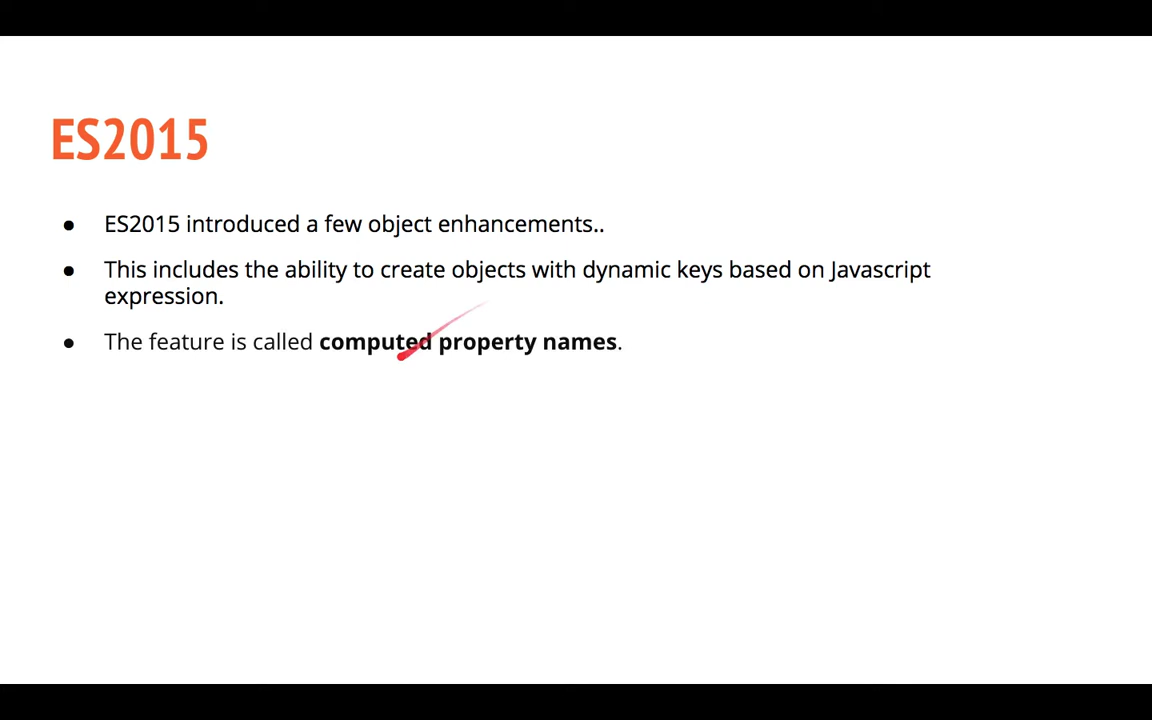 ES2015
● ES2015 introduced a few object enhancements..
● This includes the ability to create objects with dynamic keys based on Javascript
expression.
● The feature is called computed property names.